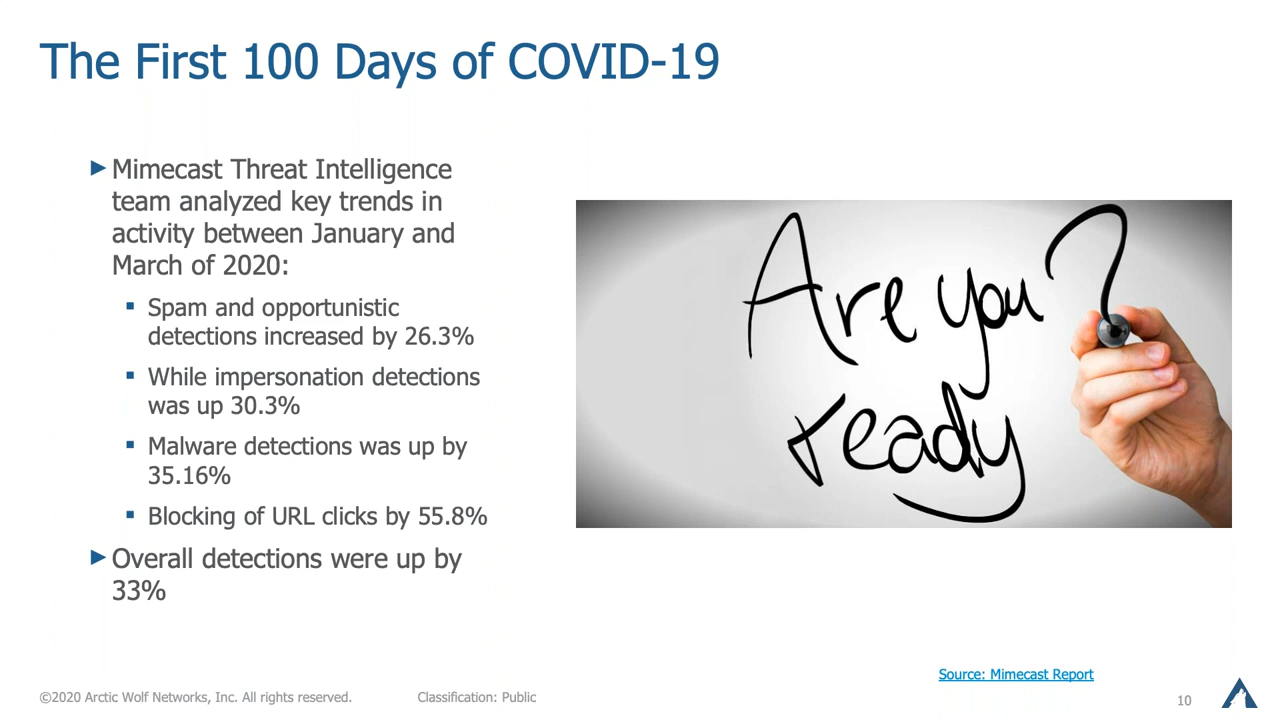 The First 100 Days of COVID-19
Mimecast Threat Intelligence
team analyzed key trends in
activity between January and
March of 2020:
Spam and opportunistic
detections increased by 26.3%
While impersonation detections
was up 30.3%
Malware detections was up by
35.16%
Blocking of URL clicks by 55.8%
Overall detections were up by
33%
Are you?
ready
Source: Mimecast Report
©2020 Arctic Wolf Networks, Inc. All rights reserved.
Classification: Public
10